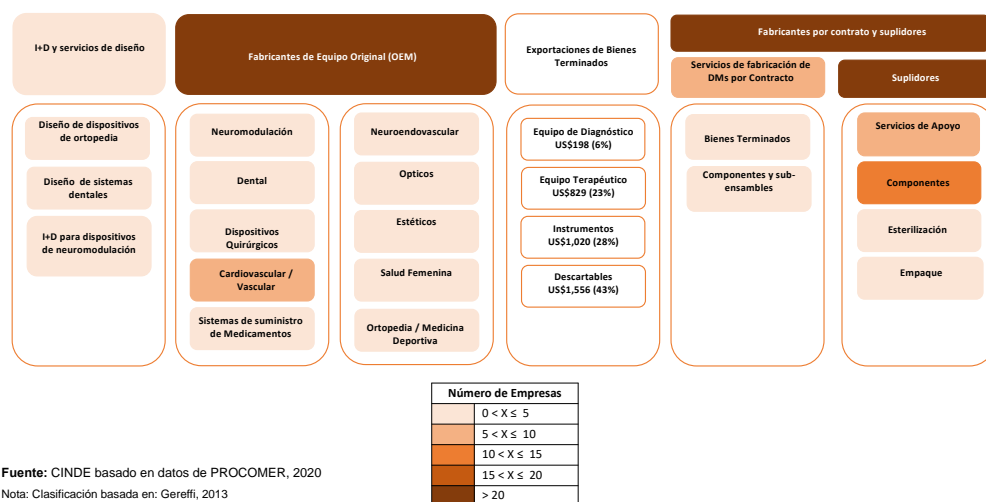 I+D y servicios de diseño
Fabricantes de Equipo Original (OEM)
Exportaciones de Bienes
Terminados
Fabricantes por contrato y suplidores
Servicios de fabricación de
DMs por Contracto
Suplidores
Diseño de dispositivos
de ortopedia
Diseño de sistemas
dentales
I+D para dispositivos
de neuromodulación
Neuromodulación
Dental
Dispositivos
Quirúrgicos
Cardiovascular /
Vascular
Sistemas de suministro
de Medicamentos
Neuroendovascular
Opticos
Estéticos
Salud Femenina
Ortopedia / Medicina
Deportiva
Equipo de Diagnóstico
US$198 (6%)
Equipo Terapéutico
US$829 (23%)
Instrumentos
US$1,020 (28%)
Descartables
US$1,556 (43%)
Bienes Terminados
Componentes y sub-
ensambles
Servicios de Apoyo
Componentes
Esterilización
Empaque
Número de Empresas
0 < X ≤ 5
5 < X ≤ 10
10 < X ≤ 15
15 < X ≤ 20
> 20
Fuente: CINDE basado en datos de PROCOMER, 2020
Nota: Clasificación basada en: Gereffi, 2013